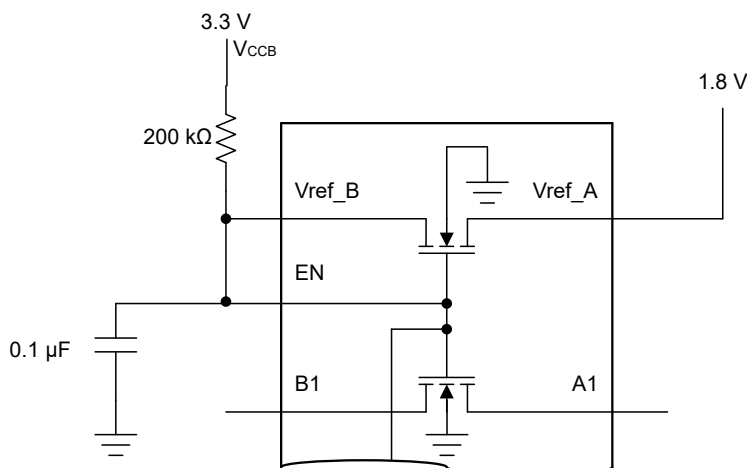 3.3 V
VCCB
1.8 V
200 kΩ
Vref_B
Vref_A
EN
0.1 µF
B1
A1